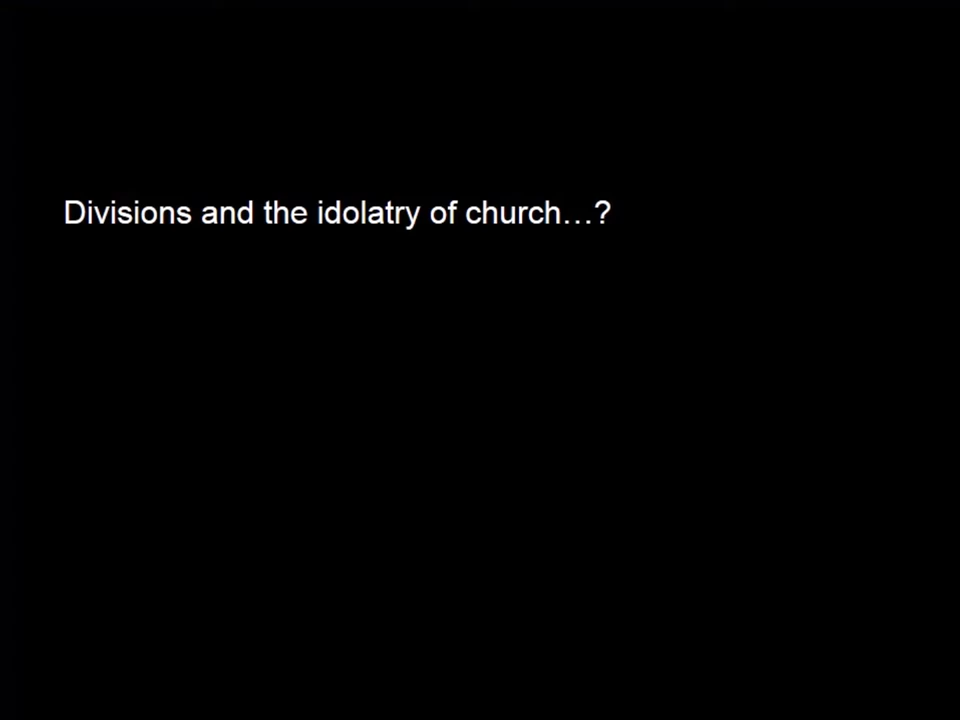 Divisions and the idolatry of church…?